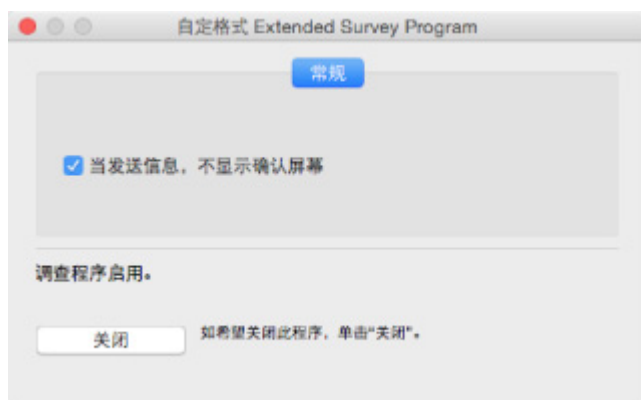 自定格式 Extended Survey Program
常规
当发送信息，不显示确认屏幕
调查程序启用。
关闭
如希望关闭此程序，单击“关闭”。